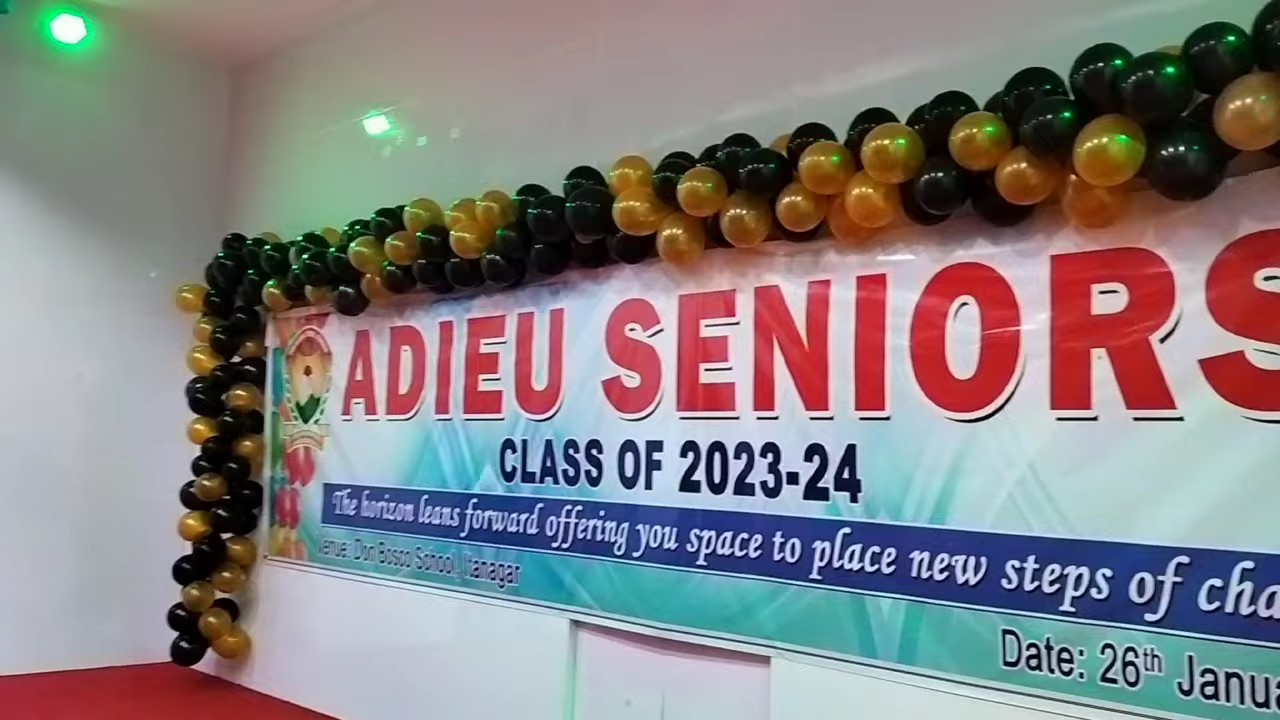 ADIEU SENIORS
CLASS OF 2023-24
The horizon leans forward offering you space to place new steps of cha
Venue: Don Bosco School, Itanagar
Date: 26th Janua